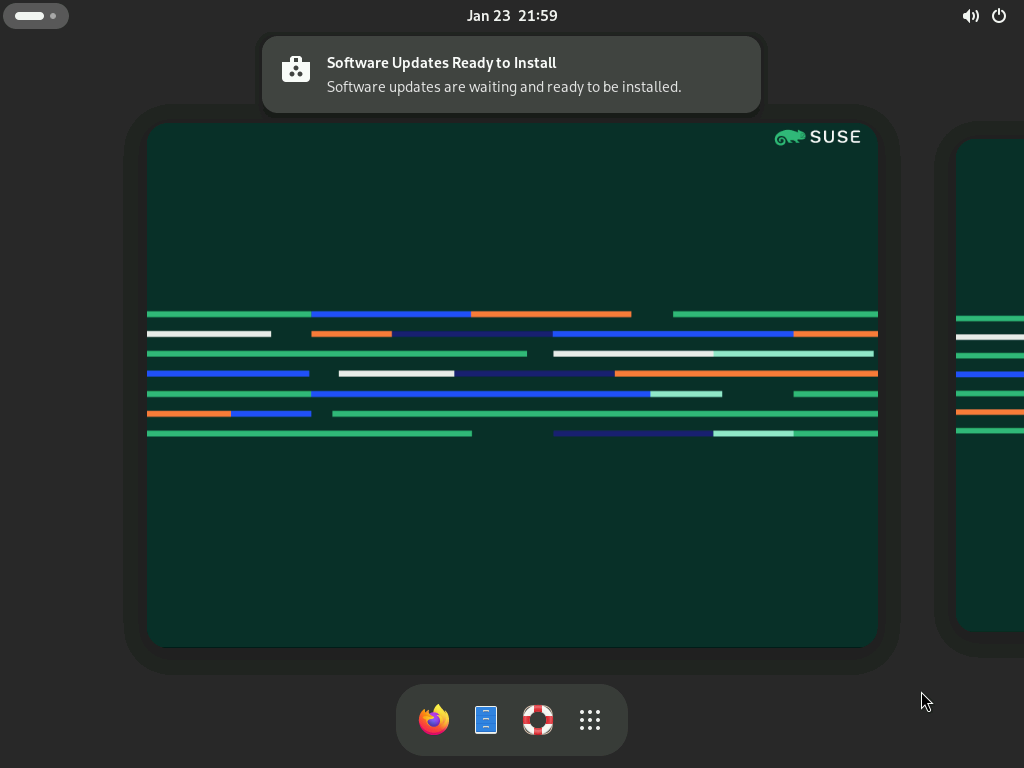 Jan 23  21:59
Software Updates Ready to Install
Software updates are waiting and ready to be installed.
SUSE